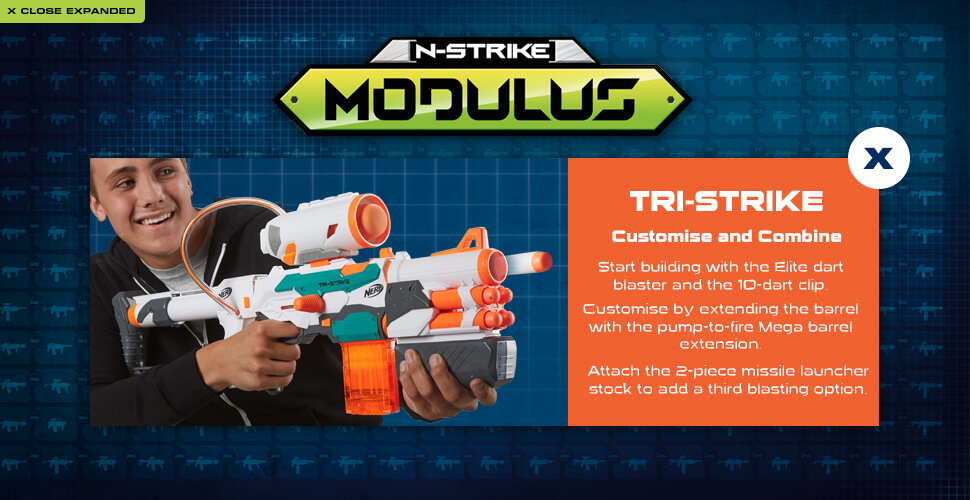 X CLOSE EXPANDED
N-STRIKE
MODULUS
X
TRI-STRIKE
Customise and Combine
Start building with the Elite dart
blaster and the 10-dart clip.
Customise by extending the barrel
with the pump-to-fire Mega barrel
extension.
Attach the 2-piece missile launcher
stock to add a third blasting option.
NERF
TRI-STRIKE
NERF